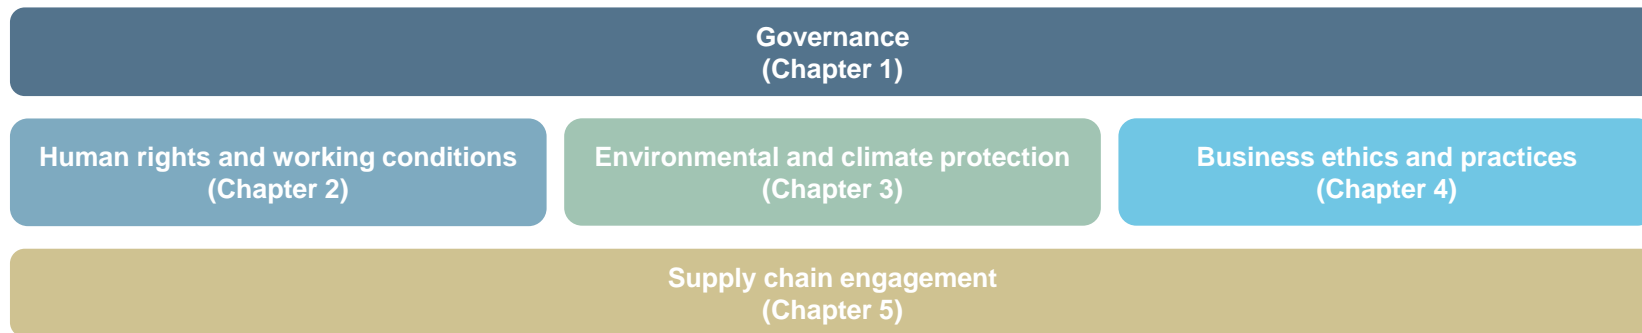 Governance
(Chapter 1)
Human rights and working conditions
(Chapter 2)
Environmental and climate protection
(Chapter 3)
Business ethics and practices
(Chapter 4)
Supply chain engagement
(Chapter 5)